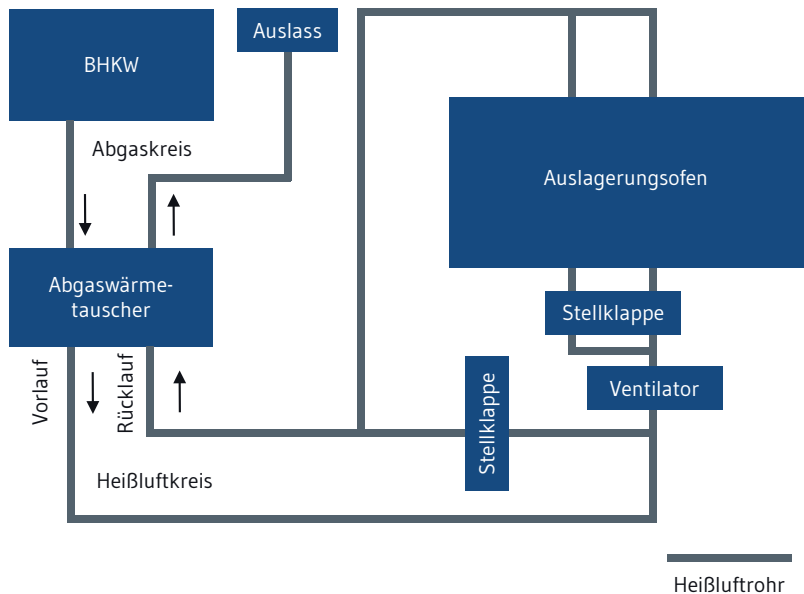 BHKW
Auslass
Abgaskreis
Auslagerungsofen
Abgaswärme-
tauscher
Stellklappe
Ventilator
Vorlauf
Rücklauf
Stellklappe
Heißluftkreis
Heißluftrohr